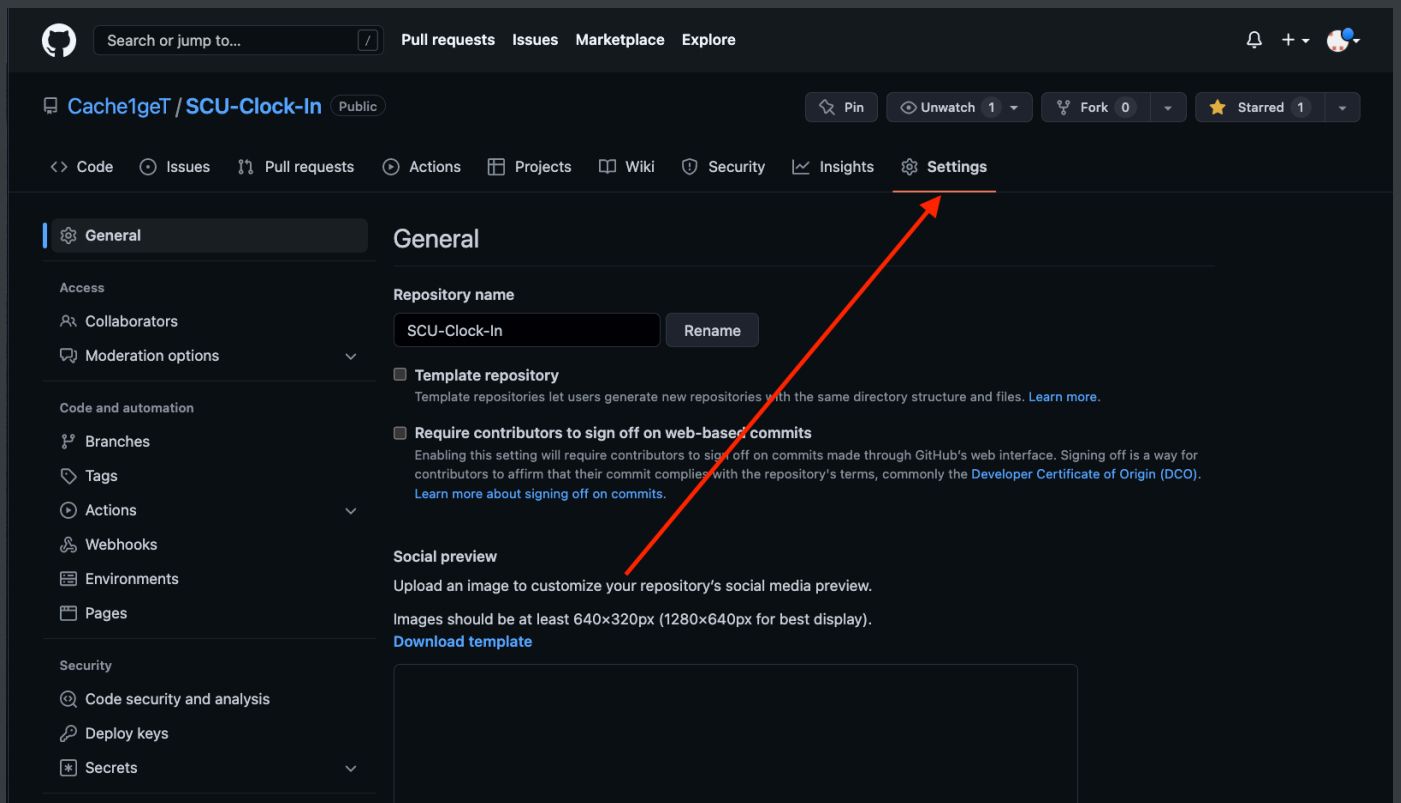 Search or jump to... /
Pull requests Issues Marketplace Explore
Cache1geT / SCU-Clock-In Public
Pin Unwatch 1 Fork 0 Starred 1
Code Issues Pull requests Actions Projects Wiki Security Insights Settings
General
Access
Collaborators
Moderation options
Code and automation
Branches
Tags
Actions
Webhooks
Environments
Pages
Security
Code security and analysis
Deploy keys
Secrets
General
Repository name
SCU-Clock-In Rename
Template repository
Template repositories let users generate new repositories with the same directory structure and files. Learn more.
Require contributors to sign off on web-based commits
Enabling this setting will require contributors to sign off on commits made through GitHub's web interface. Signing off is a way for
contributors to affirm that their commit complies with the repository's terms, commonly the Developer Certificate of Origin (DCO).
Learn more about signing off on commits.
Social preview
Upload an image to customize your repository's social media preview.
Images should be at least 640×320px (1280×640px for best display).
Download template